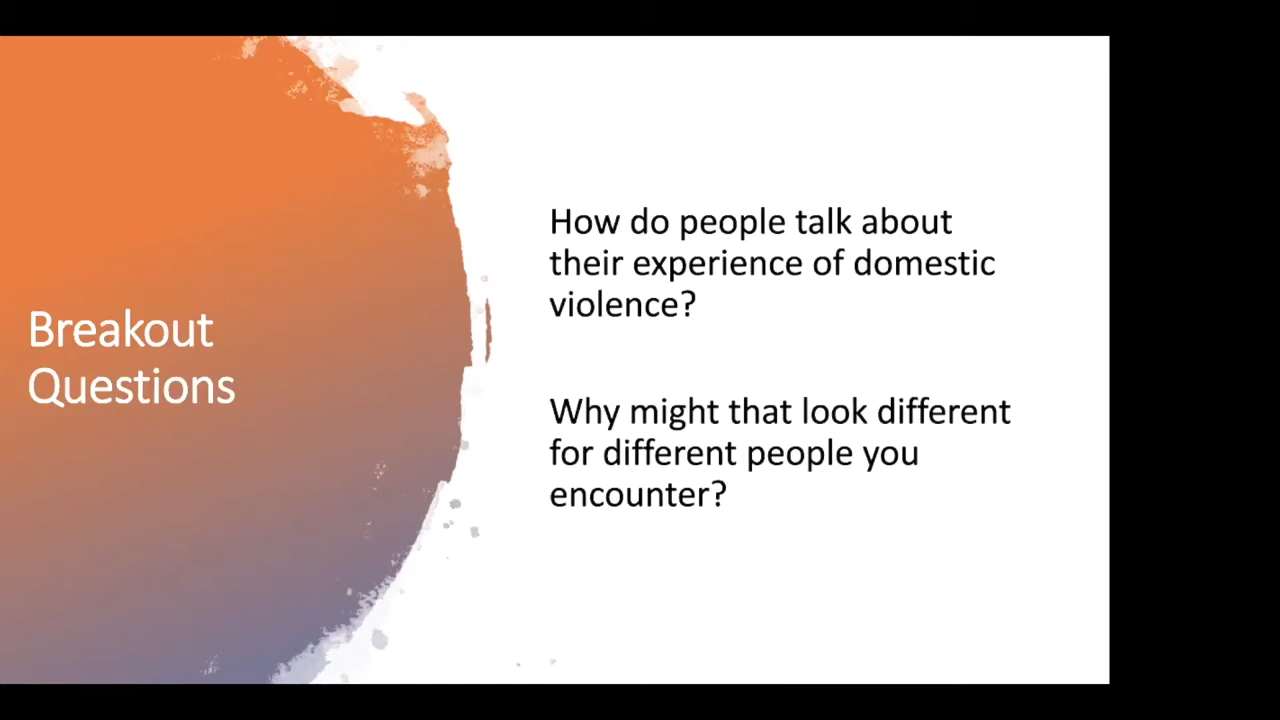 Breakout
Questions
How do people talk about
their experience of domestic
violence?
Why might that look different
for different people you
encounter?